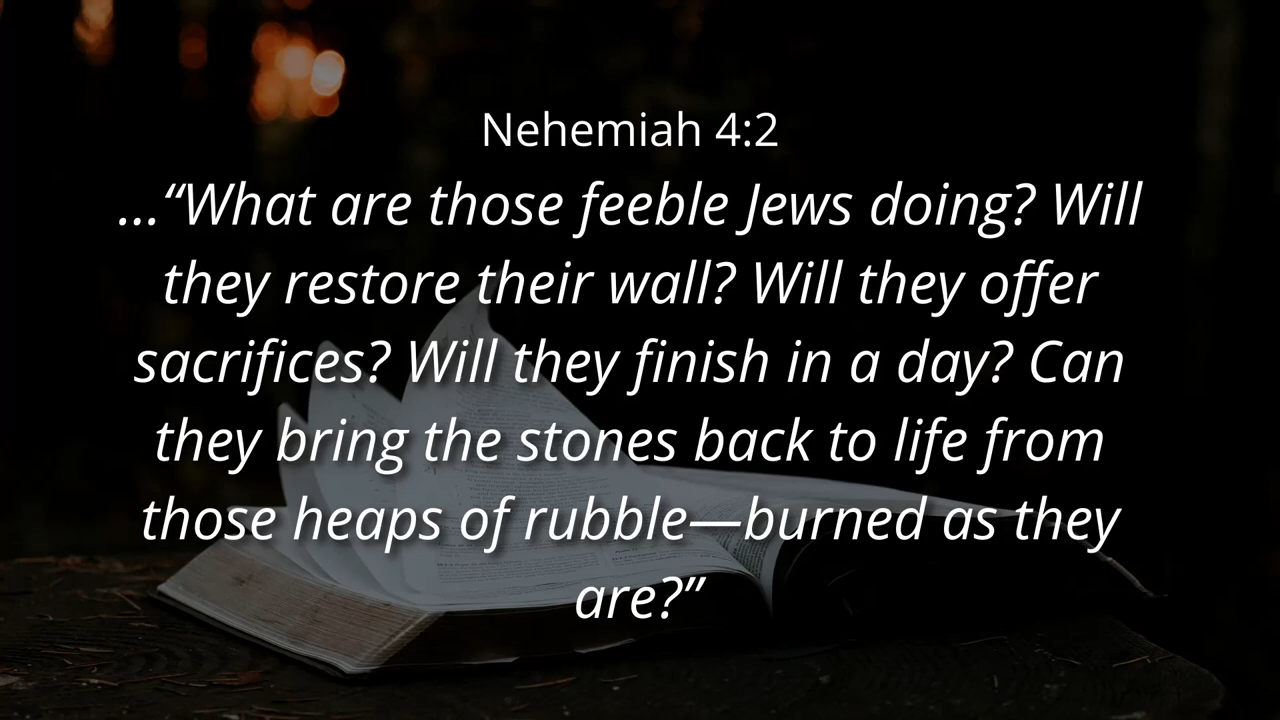 Nehemiah 4:2
…“What are those feeble Jews doing? Will
they restore their wall? Will they offer
sacrifices? Will they finish in a day? Can
they bring the stones back to life from
those heaps of rubble—burned as they
are?”